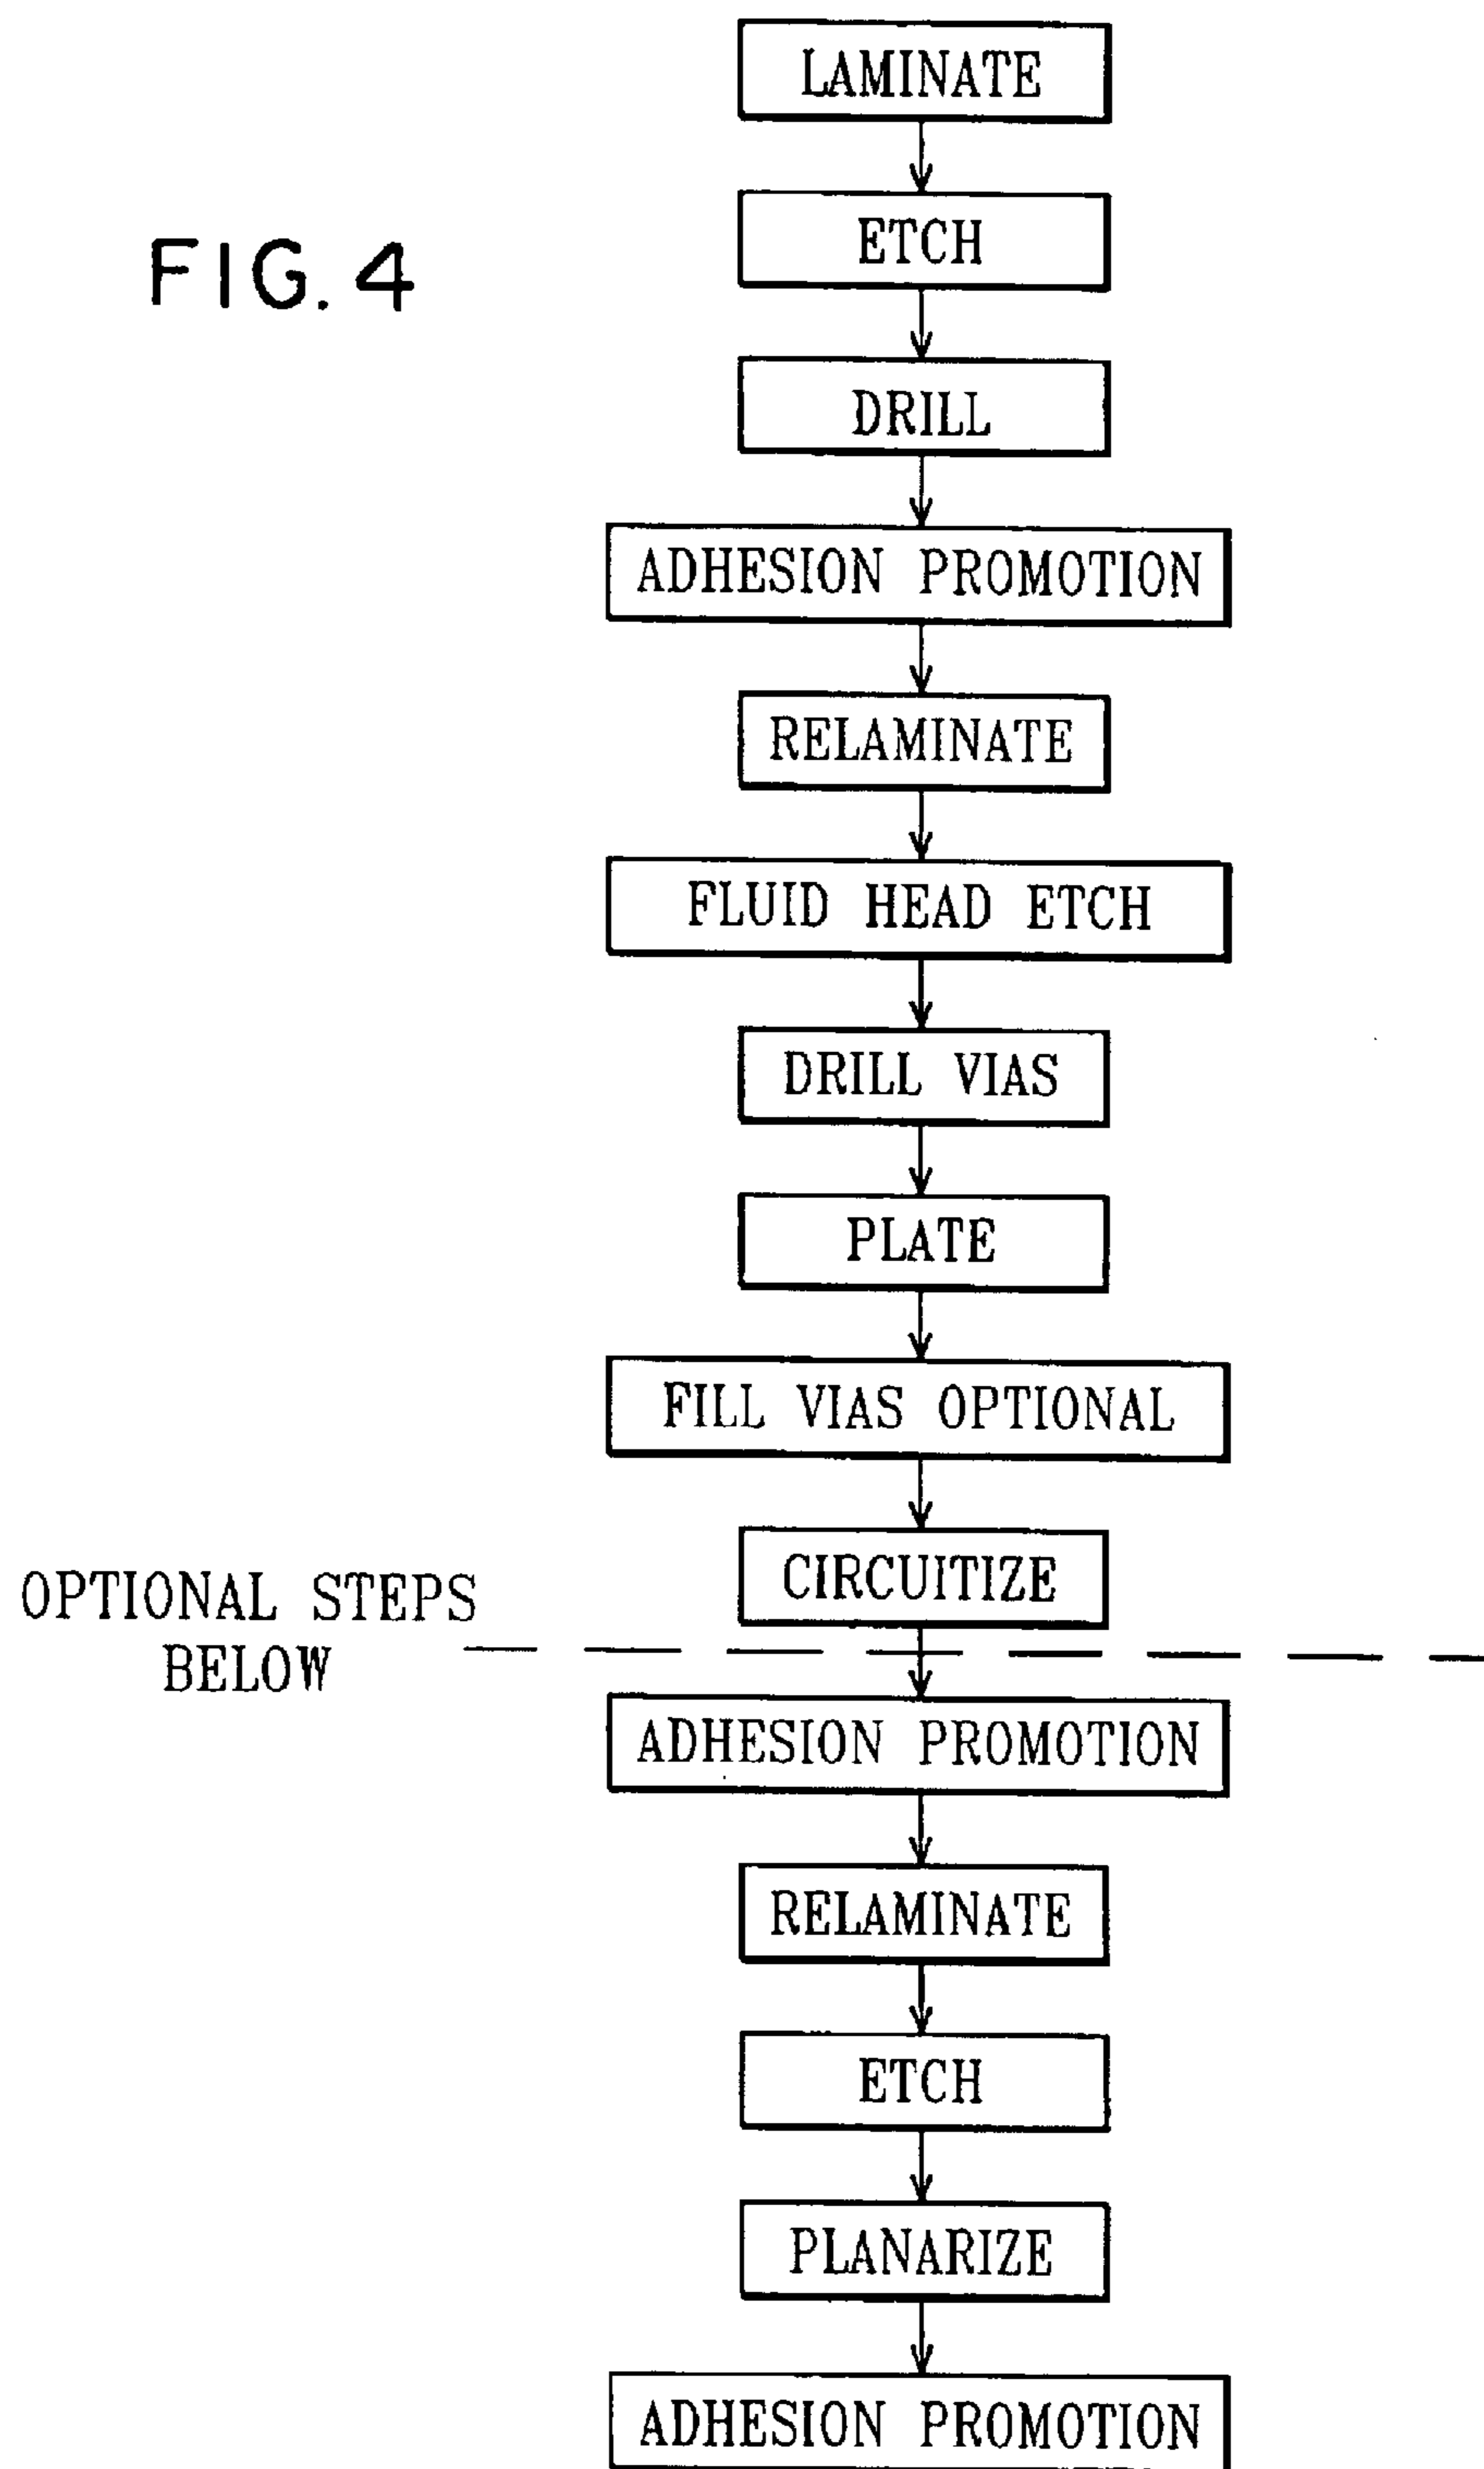 FIG. 4
LAMINATE
ETCH
DRILL
ADHESION PROMOTION
RELAMINATE
FLUID HEAD ETCH
DRILL VIAS
PLATE
FILL VIAS OPTIONAL
CIRCUITIZE
OPTIONAL STEPS
BELOW
ADHESION PROMOTION
RELAMINATE
ETCH
PLANARIZE
ADHESION PROMOTION